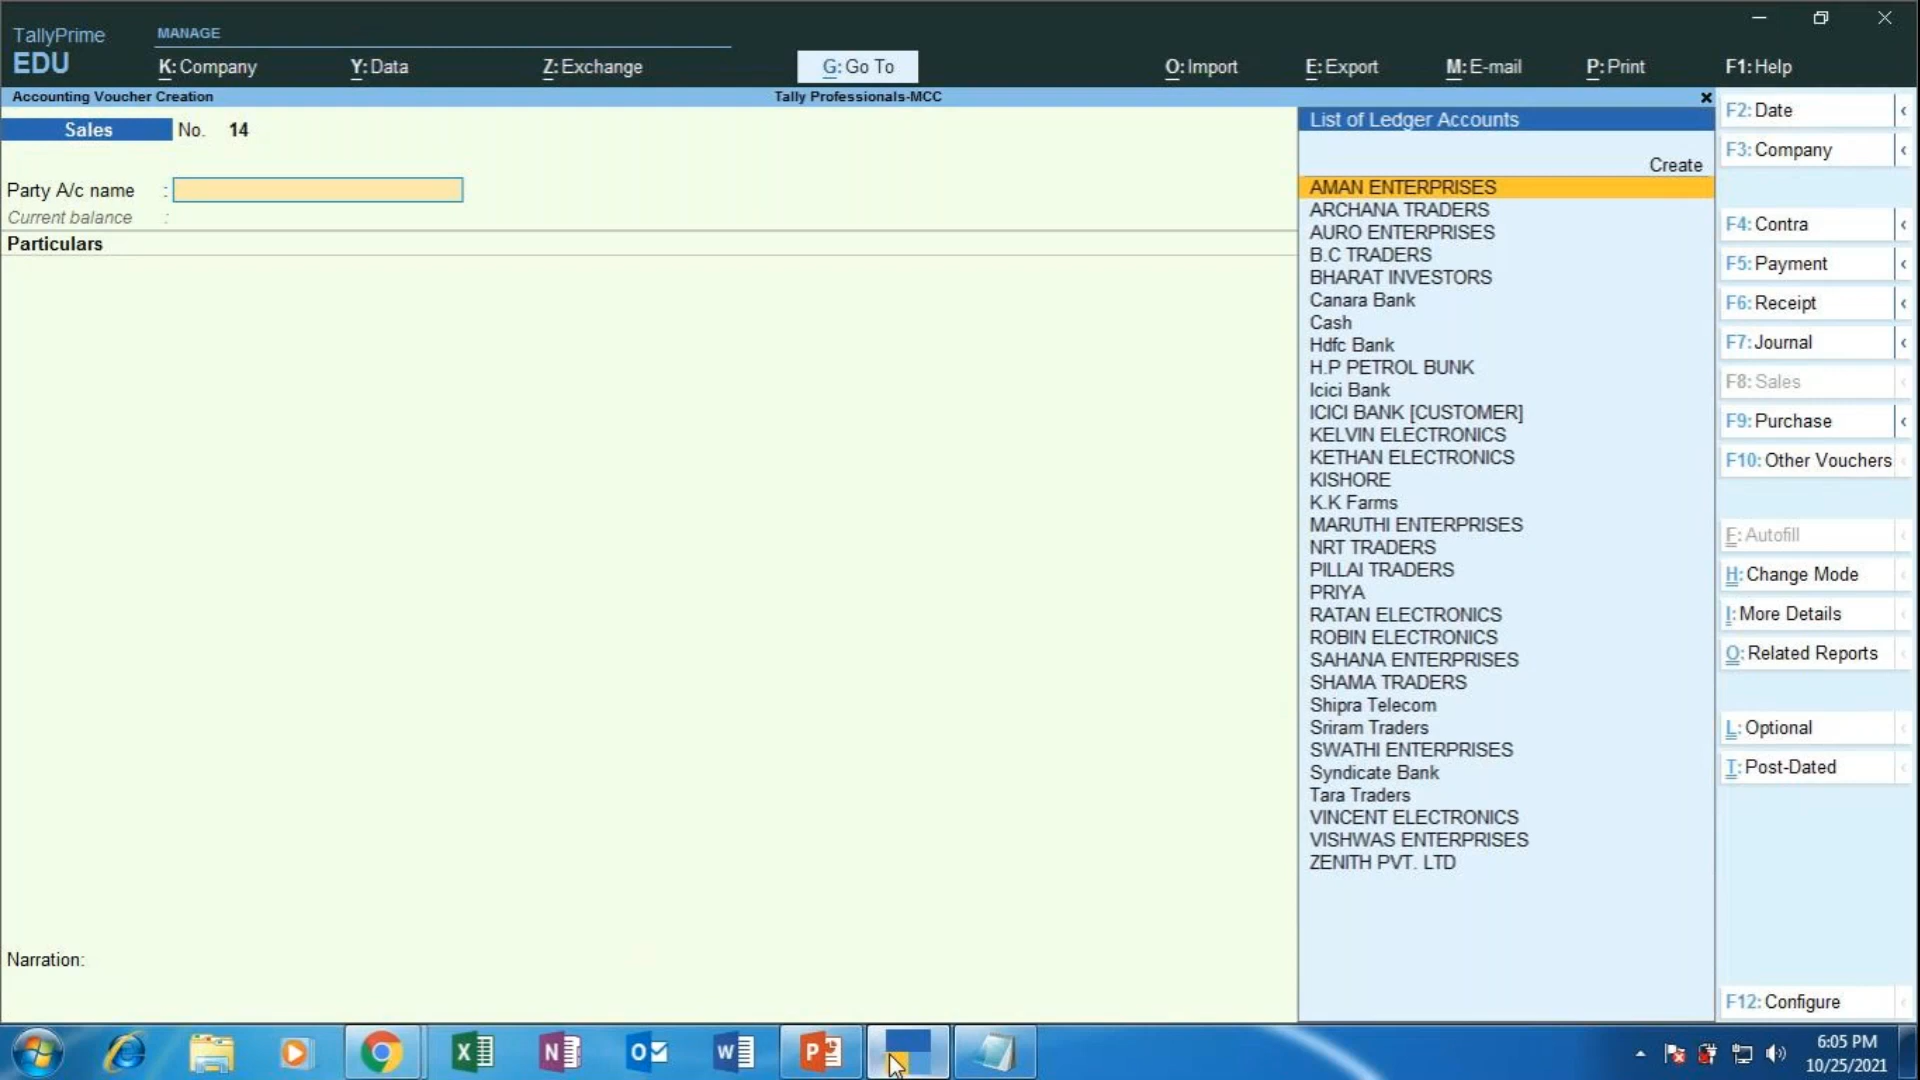 TallyPrime
EDU
MANAGE
K: Company
Y: Data
Z: Exchange
G: Go To
O: Import
E: Export
M: E-mail
P: Print
F1: Help
Accounting Voucher Creation
Tally Professionals-MCC
Sales No. 14
Party A/c name :
Current balance :
Particulars
Narration:
List of Ledger Accounts
Create
AMAN ENTERPRISES
ARCHANA TRADERS
AURO ENTERPRISES
B.C TRADERS
BHARAT INVESTORS
Canara Bank
Cash
Hdfc Bank
H.P PETROL BUNK
Icici Bank
ICICI BANK [CUSTOMER]
KELVIN ELECTRONICS
KETHAN ELECTRONICS
KISHORE
K.K Farms
MARUTHI ENTERPRISES
NRT TRADERS
PILLAI TRADERS
PRIYA
RATAN ELECTRONICS
ROBIN ELECTRONICS
SAHANA ENTERPRISES
SHAMA TRADERS
Shipra Telecom
Sriram Traders
SWATHI ENTERPRISES
Syndicate Bank
Tara Traders
VINCENT ELECTRONICS
VISHWAS ENTERPRISES
ZENITH PVT. LTD
F2: Date
F3: Company
F4: Contra
F5: Payment
F6: Receipt
F7: Journal
F8: Sales
F9: Purchase
F10: Other Vouchers
F: Autofill
H: Change Mode
I: More Details
O: Related Reports
L: Optional
T: Post-Dated
F12: Configure
6:05 PM
10/25/2021